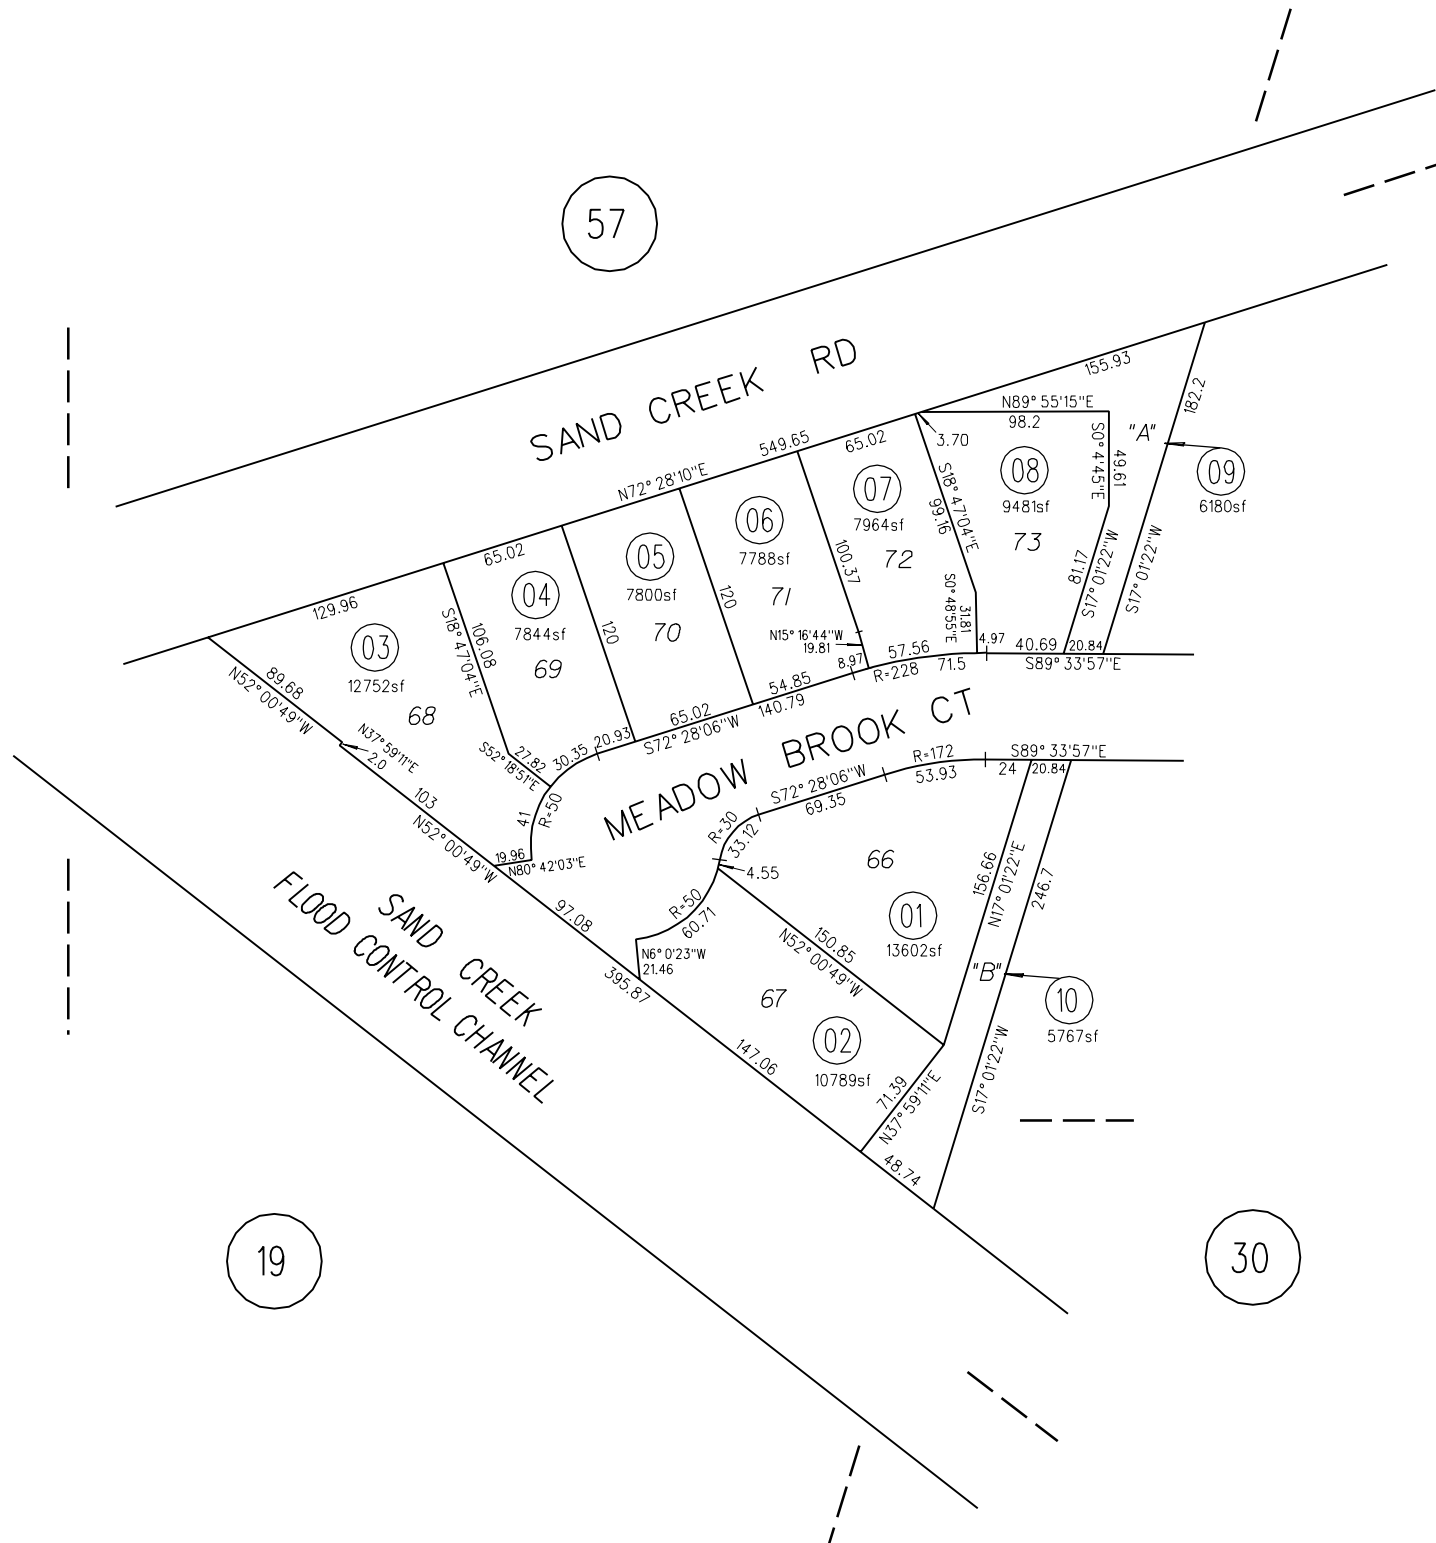 57
SAND CREEK RD
155.93
N89° 55'15"E
98.2
182.2
"A"
3.70
S0° 4'45"E
49.61
549.65
65.02
07
7964sf
72
08
9481sf
73
09
6180sf
N72° 28'10"E
S18° 47'04"E
99.16
06
7788sf
71
100.37
05
7800sf
70
120
65.02
04
7844sf
69
120
81.17
S17° 01'22"W
S17° 01'22"W
S0° 48'55"E
31.81
129.96
03
12752sf
68
S18° 47'04"E
106.08
N15° 16'44"W
19.81
8.97
57.56
R=228
71.5
4.97
40.69
20.84
S89° 33'57"E
89.68
N52° 00'49"W
54.85
140.79
65.02
S72° 28'06"W
20.93
30.35
27.82
S52° 18'51"E
N37° 59'11"E
2.0
MEADOW BROOK CT
R=172
53.93
S89° 33'57"E
24
20.84
S72° 28'06"W
69.35
103
N52° 00'49"W
41
R=50
19.96
N80° 42'03"E
R=30
33.12
4.55
66
01
13602sf
156.66
N17° 01'22"E
246.7
SAND CREEK
FLOOD CONTROL CHANNEL
97.08
R=50
60.71
N6° 0'23"W
21.46
395.87
150.85
N52° 00'49"W
"B"
10
5767sf
67
02
10789sf
147.06
71.39
N37° 59'11"E
S17° 01'22"W
48.74
19
30